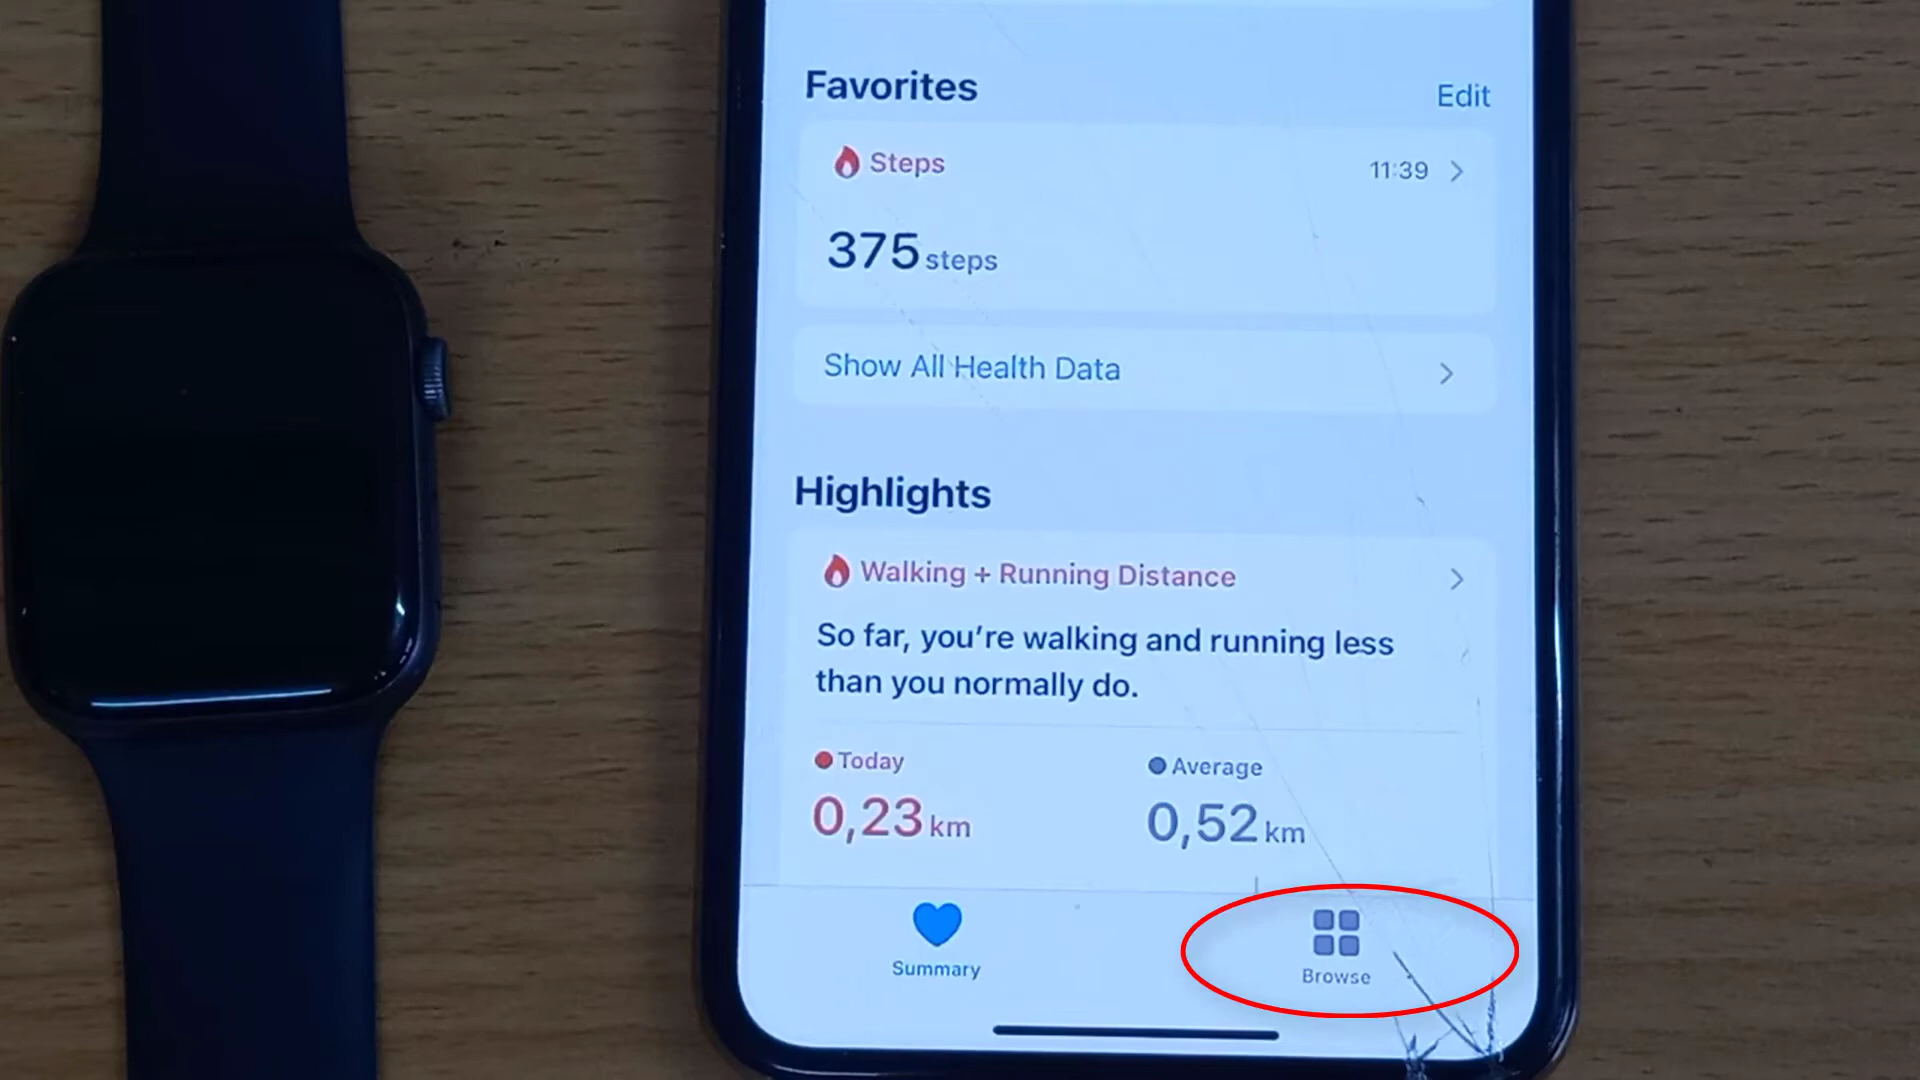 Favorites
Edit
Steps
11:39
375 steps
Show All Health Data
Highlights
Walking + Running Distance
So far, you're walking and running less
than you normally do.
Today
Average
0,23 km
0,52 km
Summary
Browse